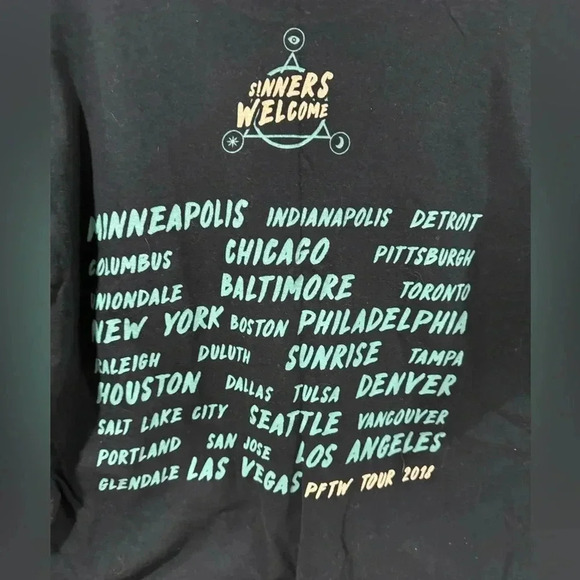 SINNERS
WELCOME
MINNEAPOLIS INDIANAPOLIS DETROIT
COLUMBUS CHICAGO PITTSBURGH
UNIONDALE BALTIMORE TORONTO
NEW YORK BOSTON PHILADELPHIA
RALEIGH DULUTH SUNRISE TAMPA
HOUSTON DALLAS TULSA DENVER
SALT LAKE CITY SEATTLE VANCOUVER
PORTLAND SAN JOSE LOS ANGELES
GLENDALE LAS VEGAS PFTW TOUR 2018